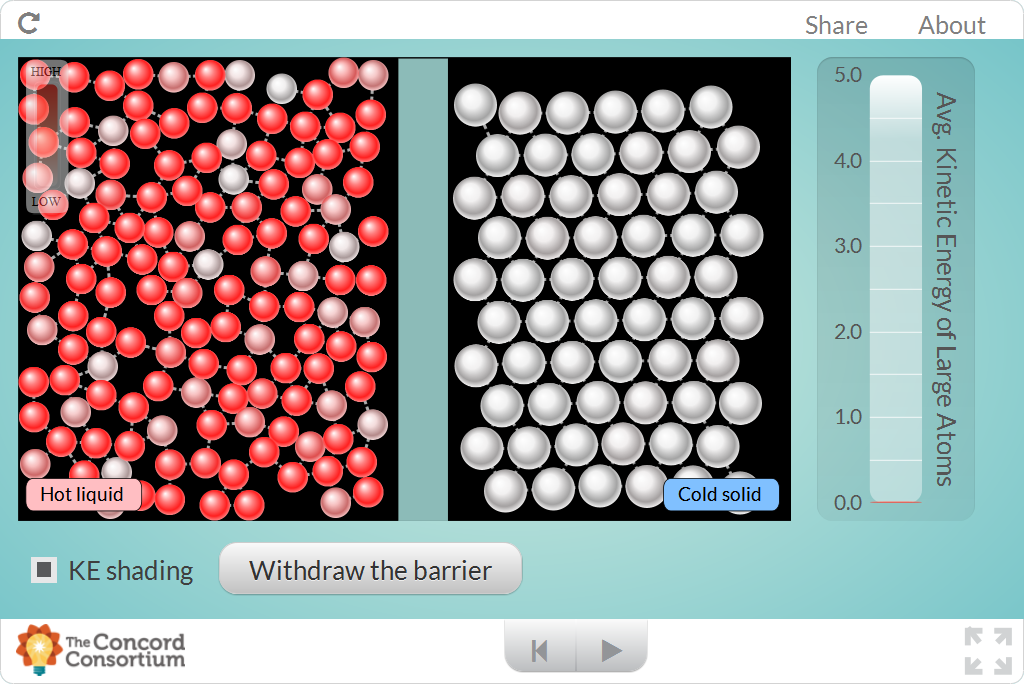 Share About
HIGH
LOW
Hot liquid
Cold solid
5.0
4.0
3.0
2.0
1.0
0.0
Avg. Kinetic Energy of Large Atoms
KE shading
Withdraw the barrier
The Concord
Consortium